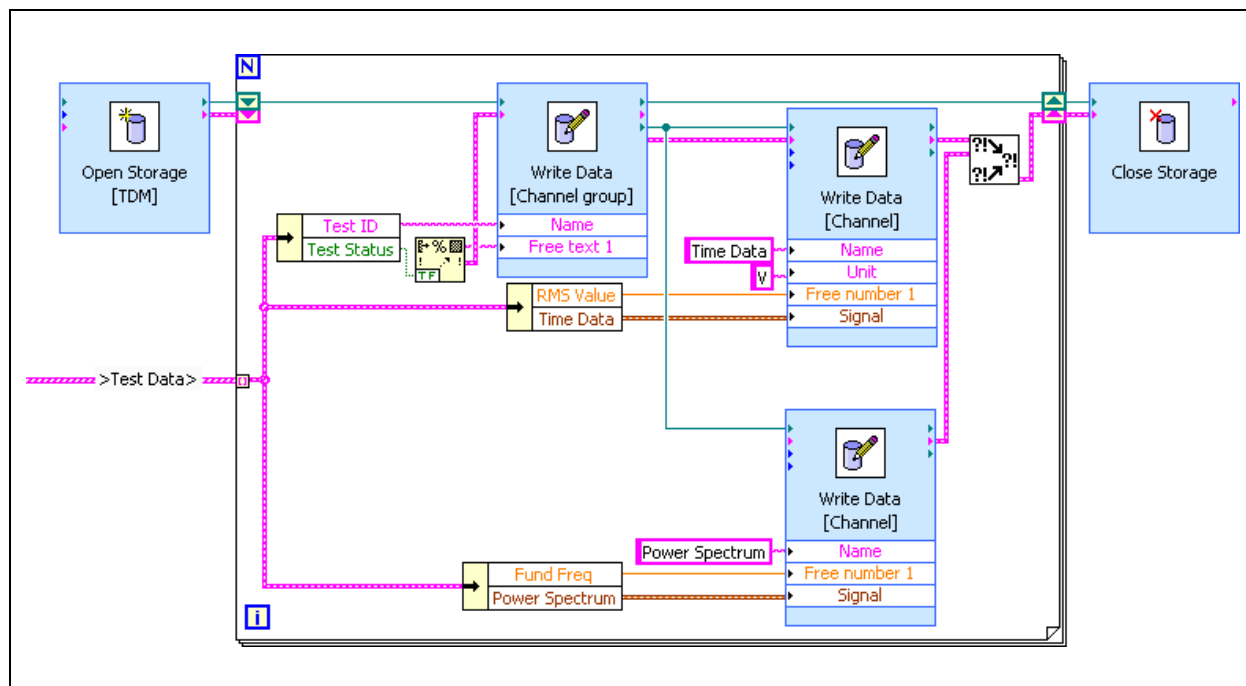 N
Open Storage
[TDM]
Write Data
[Channel group]
Name
Free text 1
Test ID
Test Status
%
TF
Write Data
[Channel]
Name
Unit
Free number 1
Signal
Time Data
V
RMS Value
Time Data
?!
?!
?!
Close Storage
>Test Data>
Write Data
[Channel]
Name
Free number 1
Signal
Power Spectrum
Fund Freq
Power Spectrum
i